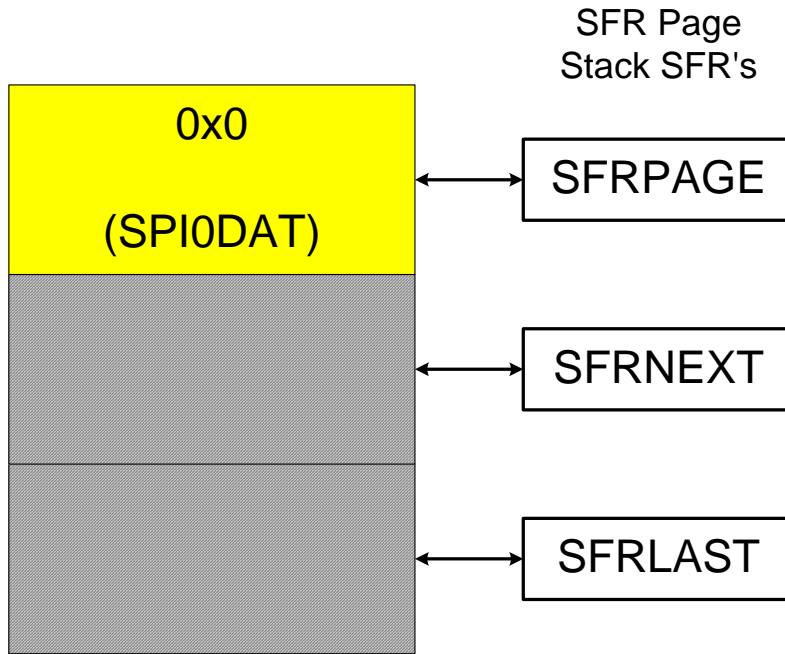 SFR Page
Stack SFR's
0x0
(SPI0DAT)
SFRPAGE
SFRNEXT
SFRLAST